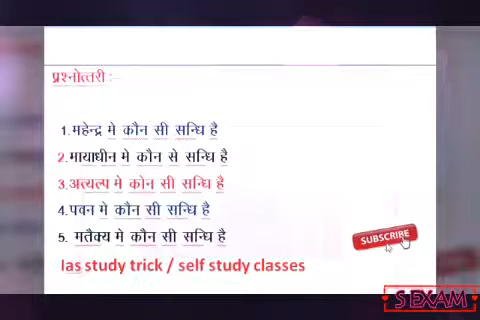 प्रश्नोत्तरी :-
1.महेन्द्र मे कौन सी सन्धि है
2.मायाधीन मे कौन से सन्धि है
3.अत्यल्प मे कोन सी सन्धि है
4.पवन मे कौन सी सन्धि है
5. मतैक्य मे कौन सी सन्धि है
SUBSCRIBE
Ias study trick / self study classes
S EXAM